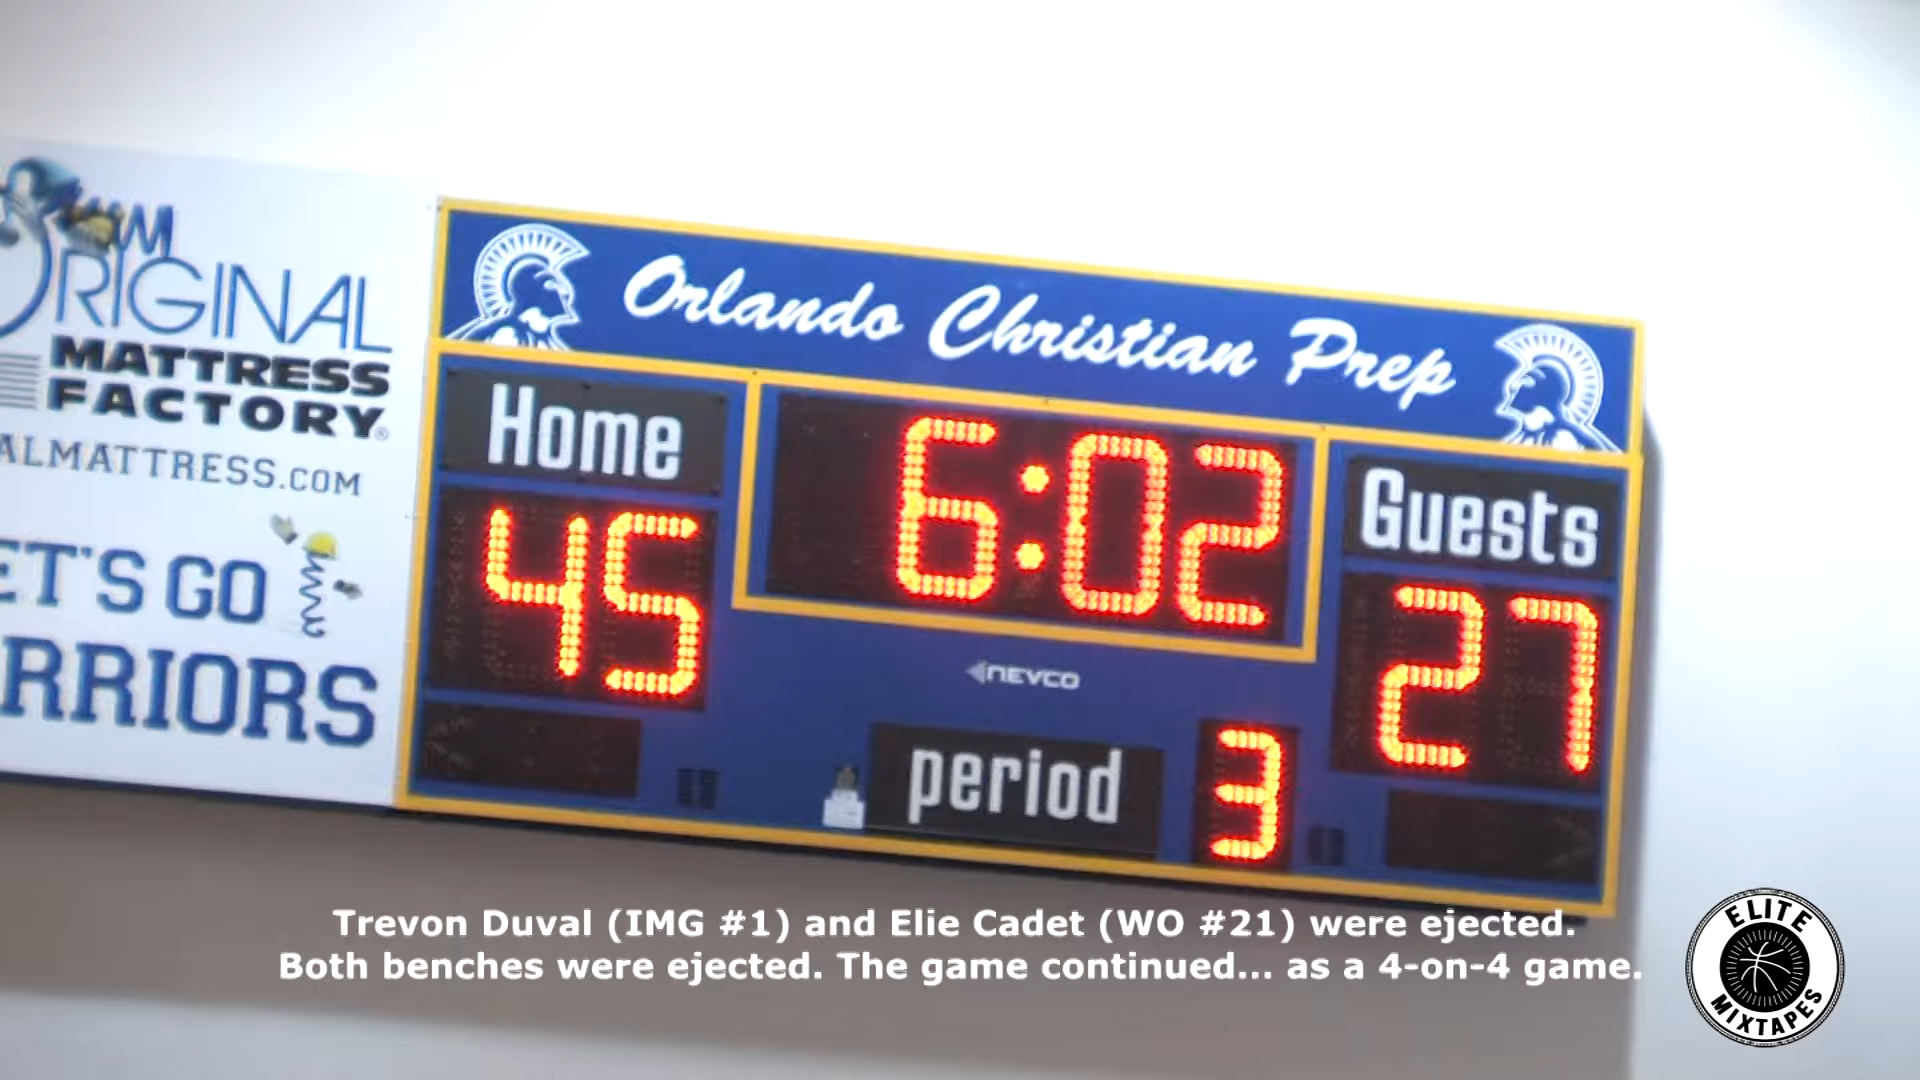 ORIGINAL
MATTRESS
FACTORY®
ALMATTRESS.COM
ET'S GO
RRIORS
Orlando Christian Prep
Home
6:02
Guests
45
27
NEVCO
period
3
Trevon Duval (IMG #1) and Elie Cadet (WO #21) were ejected.
Both benches were ejected. The game continued... as a 4-on-4 game.
ELITE
MIXTAPES